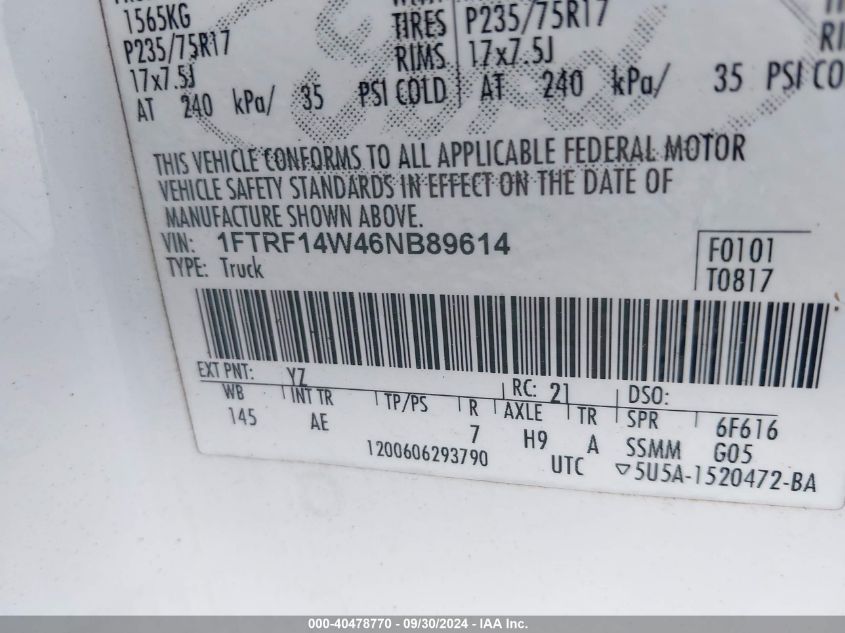 1565KG
P235/75R17
17x7.5J
AT 240 kPa/ 35 PSI COLD
TIRES P235/75R17
RIMS 17x7.5J
AT 240 kPa/ 35 PSI CO
THIS VEHICLE CONFORMS TO ALL APPLICABLE FEDERAL MOTOR
VEHICLE SAFETY STANDARDS IN EFFECT ON THE DATE OF
MANUFACTURE SHOWN ABOVE.
VIN: 1FTRF14W46NB89614
TYPE: Truck
F0101
T0817
EXT PNT: YZ RC: 21 DSO:
WB INT TR TP/PS R AXLE TR SPR 6F616
145 AE 7 H9 A SSMM G05
1200606293790 UTC ▽5U5A-1520472-BA
000-40478770 - 09/30/2024 - IAA Inc.